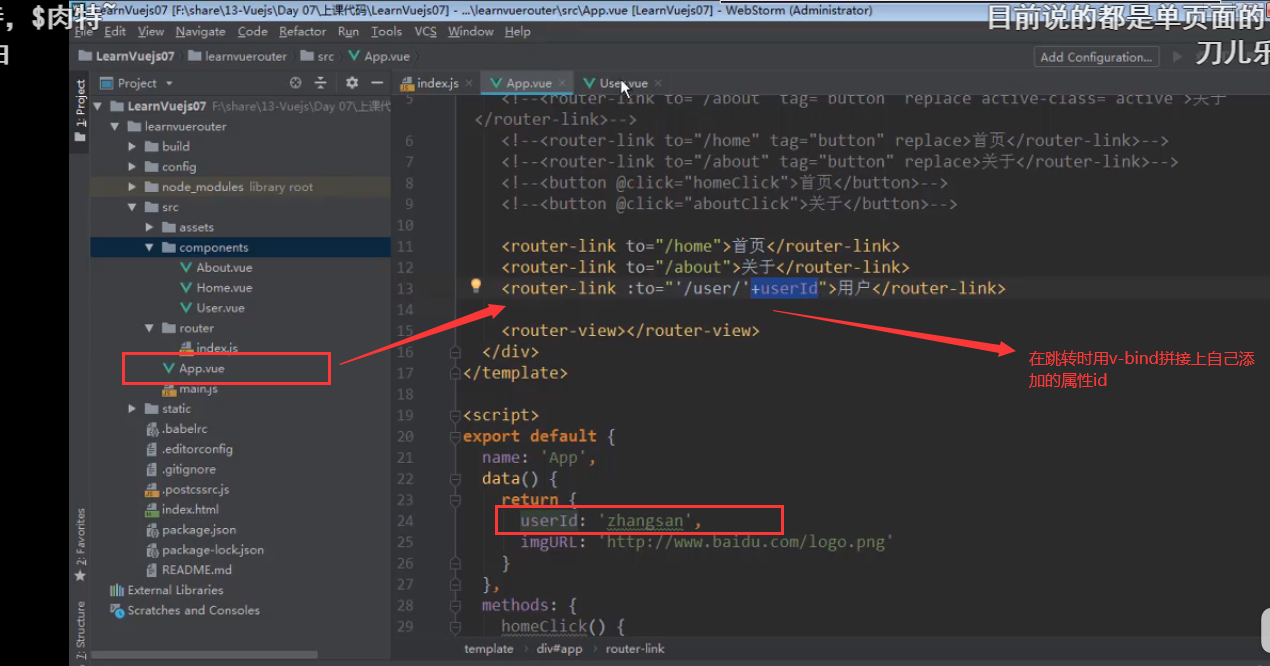 $肉特~
目前说的都是单页面的
刀儿乐
LearnVuejs07 [F:\share\13-Vuejs\Day 07\上课代码\LearnVuejs07] - ...\learnvuerouter\src\App.vue [LearnVuejs07] - WebStorm (Administrator)
File Edit View Navigate Code Refactor Run Tools VCS Window Help
LearnVuejs07 learnvuerouter src App.vue
Add Configuration...
1: Project
Project
index.js App.vue User.vue
LearnVuejs07 F:\share\13-Vuejs\Day 07\上课代
learnvuerouter
build
config
node_modules library root
src
assets
components
About.vue
Home.vue
User.vue
router
index.js
App.vue
main.js
static
.babelrc
.editorconfig
.gitignore
.postcssrc.js
index.html
package.json
package-lock.json
README.md
External Libraries
Scratches and Consoles
2: Favorites
7: Structure
5 <!--<router-link to="/about" tag="button" replace active-class="active">关于
</router-link>-->
6 <!--<router-link to="/home" tag="button" replace>首页</router-link>-->
7 <!--<router-link to="/about" tag="button" replace>关于</router-link>-->
8 <!--<button @click="homeClick">首页</button>-->
9 <!--<button @click="aboutClick">关于</button>-->
10
11 <router-link to="/home">首页</router-link>
12 <router-link to="/about">关于</router-link>
13 <router-link :to="'/user/'+userId">用户</router-link>
14
15 <router-view></router-view>
16 </div>
17 </template>
18
19 <script>
20 export default {
21 name: 'App',
22 data() {
23 return {
24 userId: 'zhangsan',
25 imgURL: 'http://www.baidu.com/logo.png'
26 }
27 },
28 methods: {
29 homeClick() {
在跳转时用v-bind拼接上自己添
加的属性id
template div#app router-link